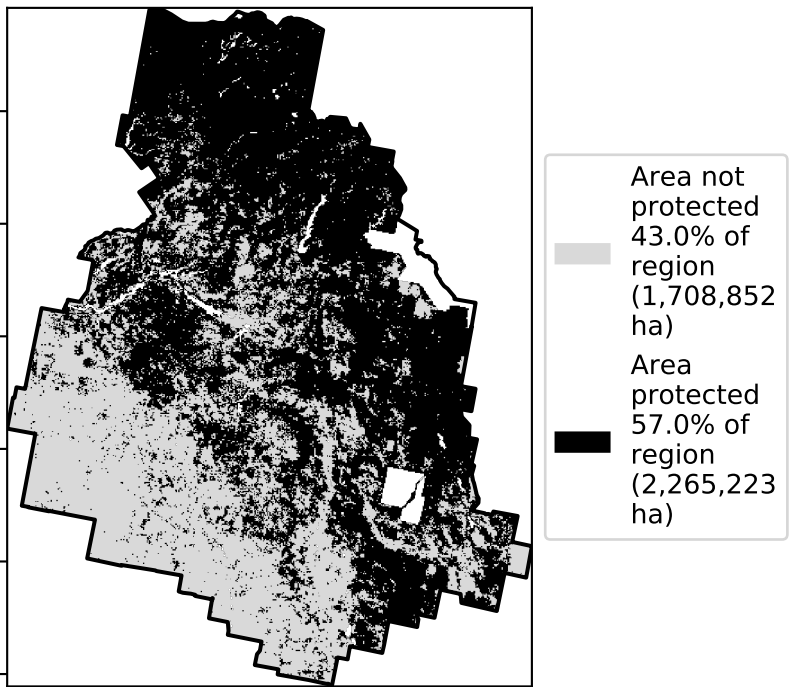 Area not
protected
43.0% of
region
(1,708,852
ha)
Area
protected
57.0% of
region
(2,265,223
ha)